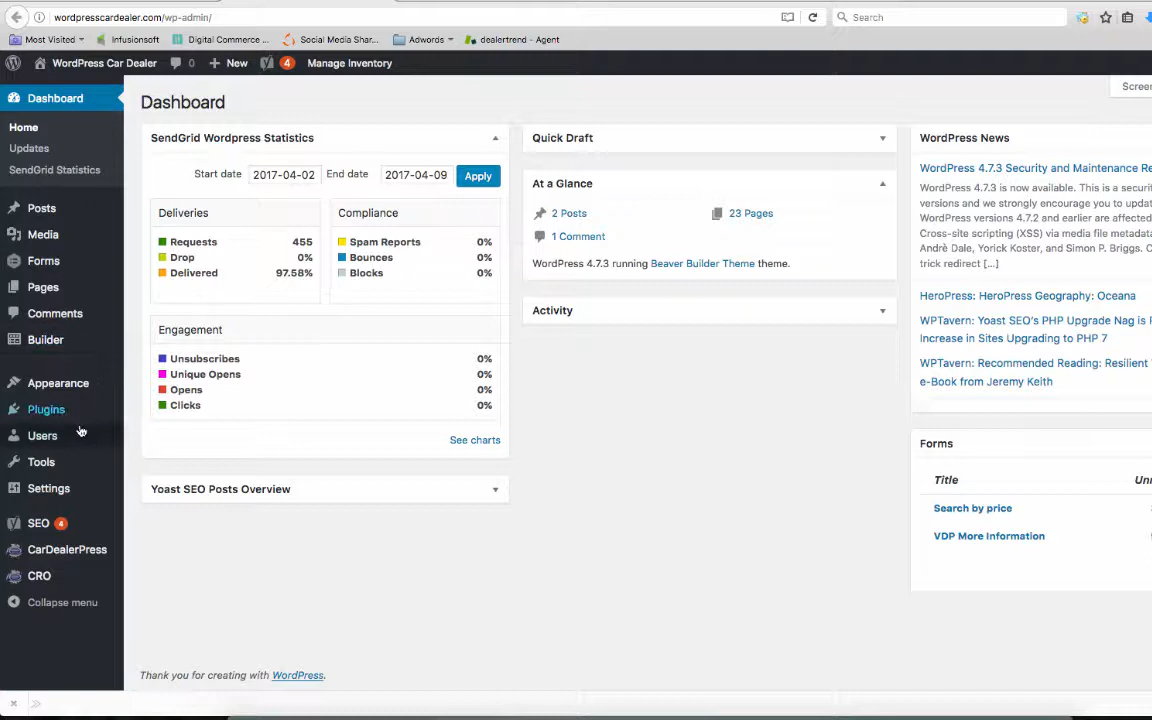 wordpresscardealer.com/wp-admin/
Search
Most Visited
Infusionsoft
Digital Commerce ...
Social Media Shar...
Adwords
dealertrend - Agent
WordPress Car Dealer
0
New
4
Manage Inventory
Dashboard
Home
Updates
SendGrid Statistics
Posts
Media
Forms
Pages
Comments
Builder
Appearance
Plugins
Users
Tools
Settings
SEO 4
CarDealerPress
CRO
Collapse menu
Dashboard
Screen
SendGrid Wordpress Statistics
Start date 2017-04-02 End date 2017-04-09 Apply
Deliveries
Requests 455
Drop 0%
Delivered 97.58%
Compliance
Spam Reports 0%
Bounces 0%
Blocks 0%
Engagement
Unsubscribes 0%
Unique Opens 0%
Opens 0%
Clicks 0%
See charts
Yoast SEO Posts Overview
Quick Draft
At a Glance
2 Posts
23 Pages
1 Comment
WordPress 4.7.3 running Beaver Builder Theme theme.
Activity
WordPress News
WordPress 4.7.3 Security and Maintenance Re
WordPress 4.7.3 is now available. This is a securit
versions and we strongly encourage you to updat
WordPress versions 4.7.2 and earlier are affected
Cross-site scripting (XSS) via media file metadata
Andrè Dale, Yorick Koster, and Simon P. Briggs. C
trick redirect […]
HeroPress: HeroPress Geography: Oceana
WPTavern: Yoast SEO's PHP Upgrade Nag is P
Increase in Sites Upgrading to PHP 7
WPTavern: Recommended Reading: Resilient
e-Book from Jeremy Keith
Forms
Title
Unr
Search by price
VDP More Information
Thank you for creating with WordPress.